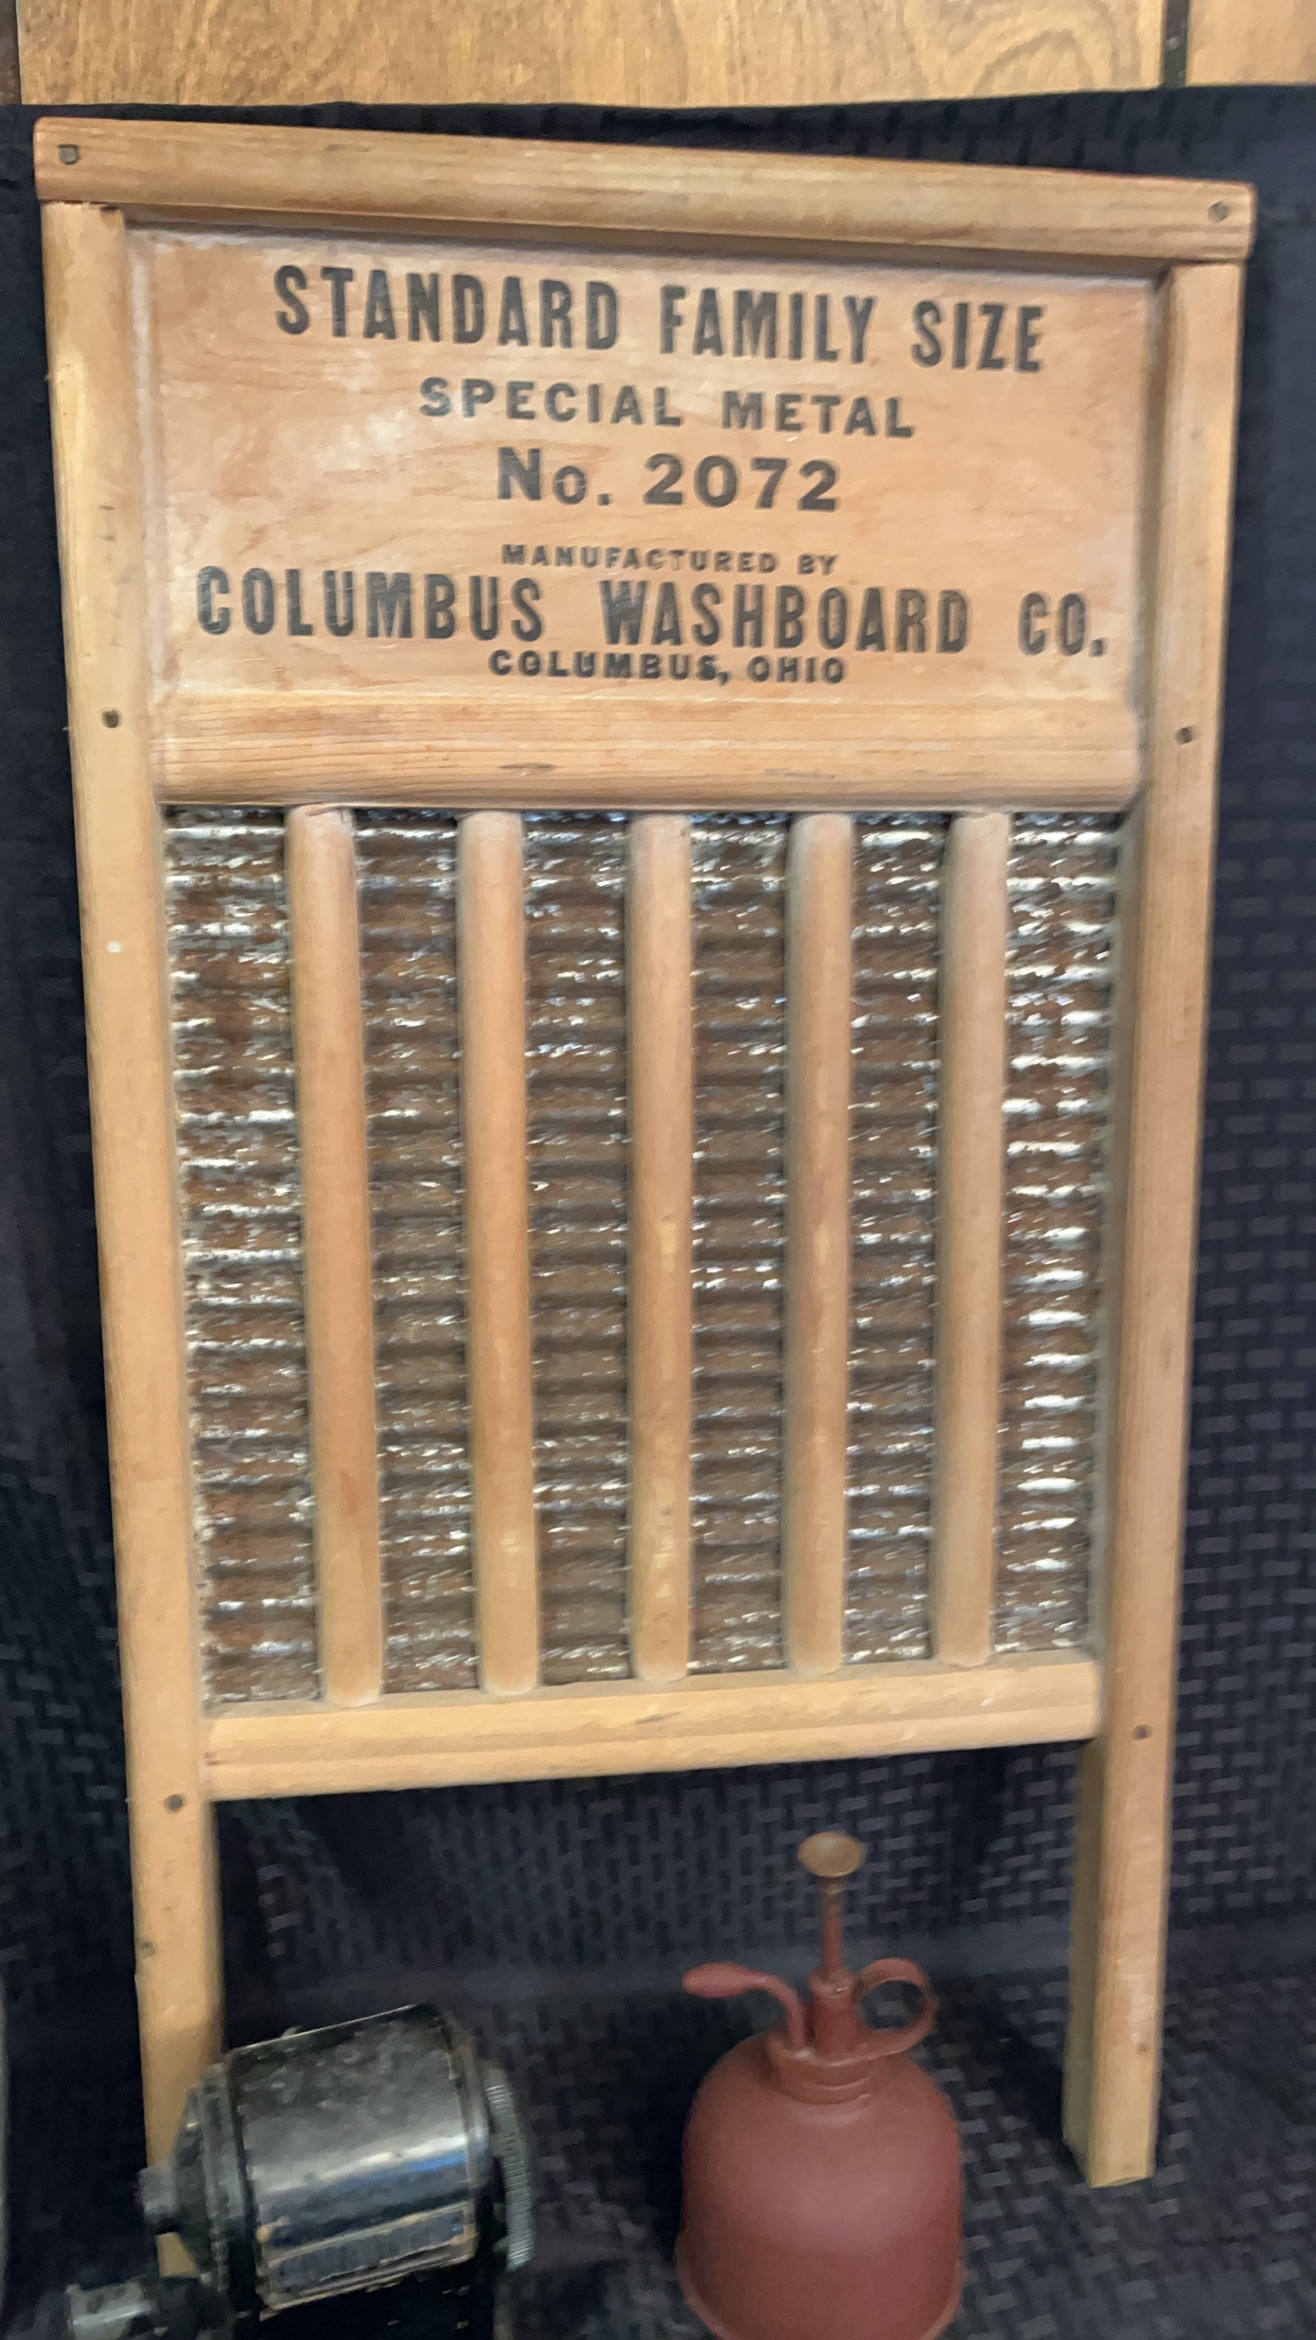 STANDARD FAMILY SIZE
SPECIAL METAL
No. 2072
MANUFACTURED BY
COLUMBUS WASHBOARD CO.
COLUMBUS, OHIO